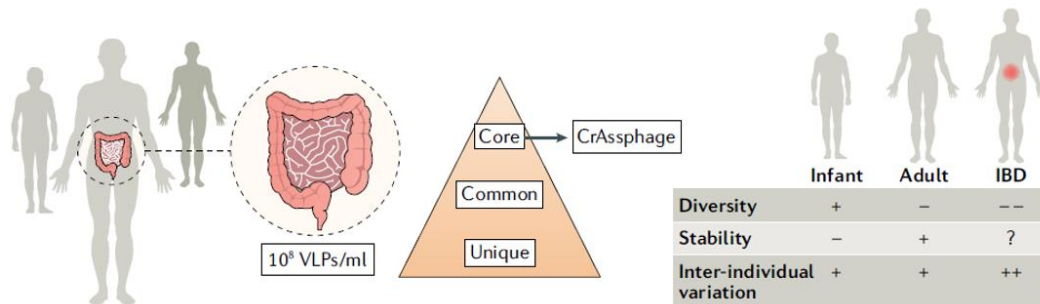 10⁸ VLPs/ml
Core
CrAssphage
Common
Unique
Infant Adult IBD
Diversity + − −−
Stability − + ?
Inter-individual + + ++
variation